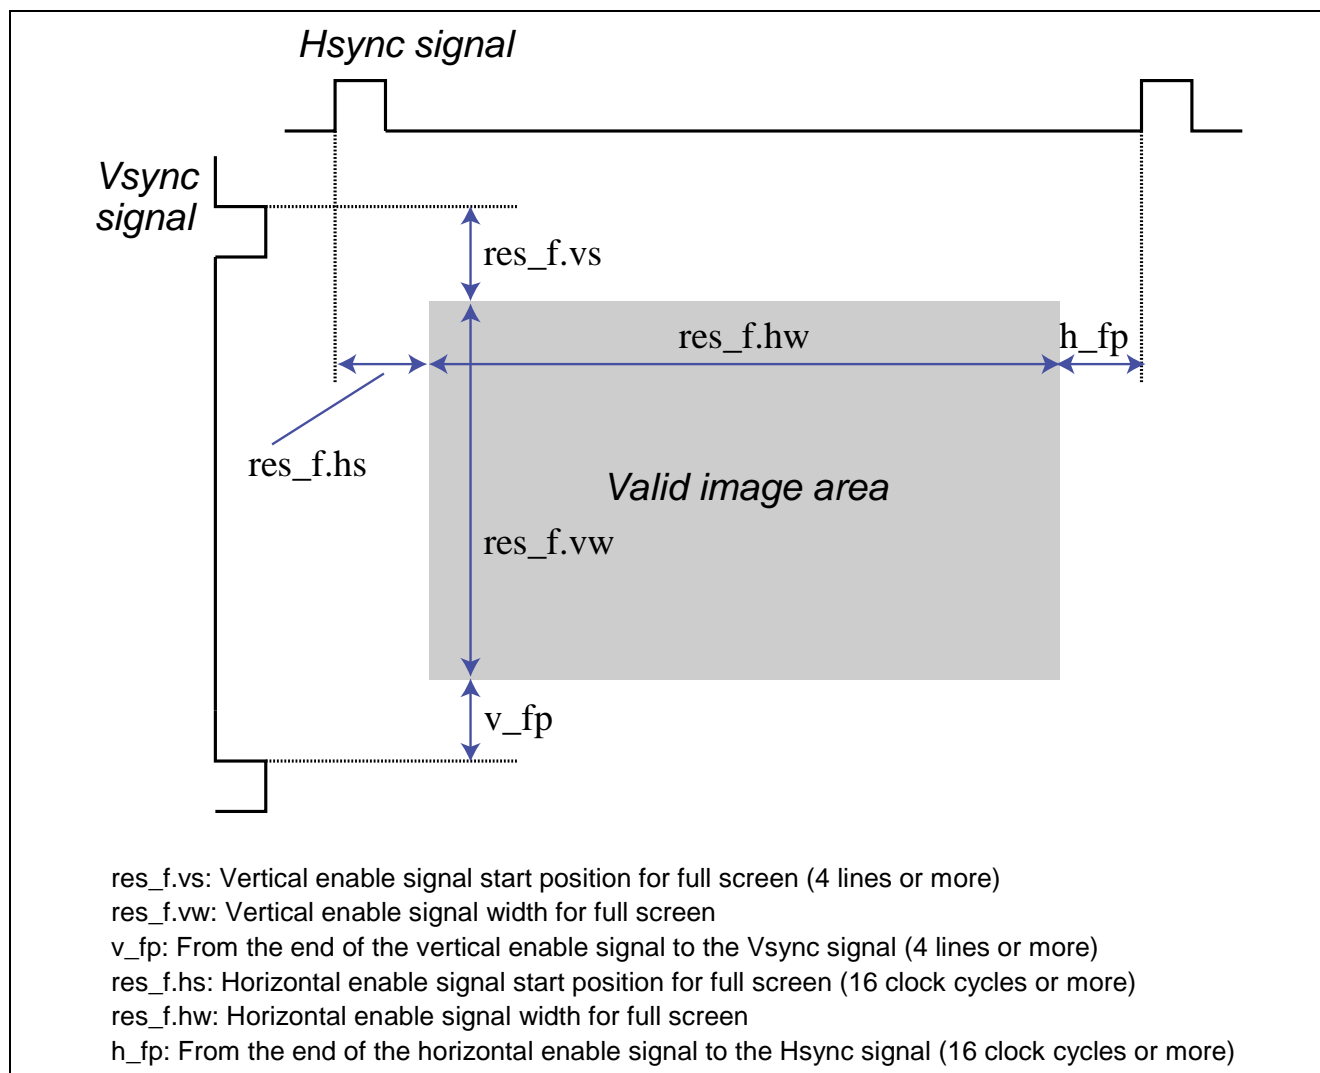 Hsync signal
Vsync
signal
res_f.vs
res_f.hw
h_fp
res_f.hs
Valid image area
res_f.vw
v_fp
res_f.vs: Vertical enable signal start position for full screen (4 lines or more)
res_f.vw: Vertical enable signal width for full screen
v_fp: From the end of the vertical enable signal to the Vsync signal (4 lines or more)
res_f.hs: Horizontal enable signal start position for full screen (16 clock cycles or more)
res_f.hw: Horizontal enable signal width for full screen
h_fp: From the end of the horizontal enable signal to the Hsync signal (16 clock cycles or more)